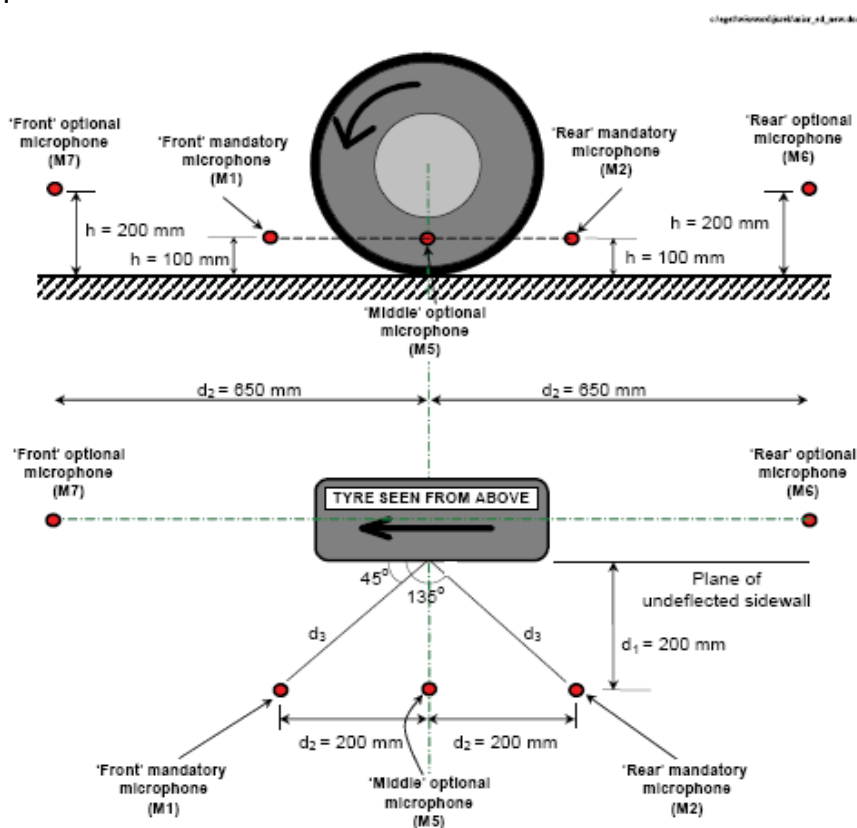 'Front' optional
microphone
(M7)
'Front' mandatory
microphone
(M1)
'Rear' mandatory
microphone
(M2)
'Rear' optional
microphone
(M6)
h = 200 mm
h = 100 mm
h = 200 mm
h = 100 mm
'Middle' optional
microphone
(M5)
d2 = 650 mm
d2 = 650 mm
'Front' optional
microphone
(M7)
'Rear' optional
microphone
(M6)
TYRE SEEN FROM ABOVE
45°
135°
Plane of
undeflected sidewall
d3
d3
d1 = 200 mm
d2 = 200 mm
d2 = 200 mm
'Front' mandatory
microphone
(M1)
'Middle' optional
microphone
(M5)
'Rear' mandatory
microphone
(M2)